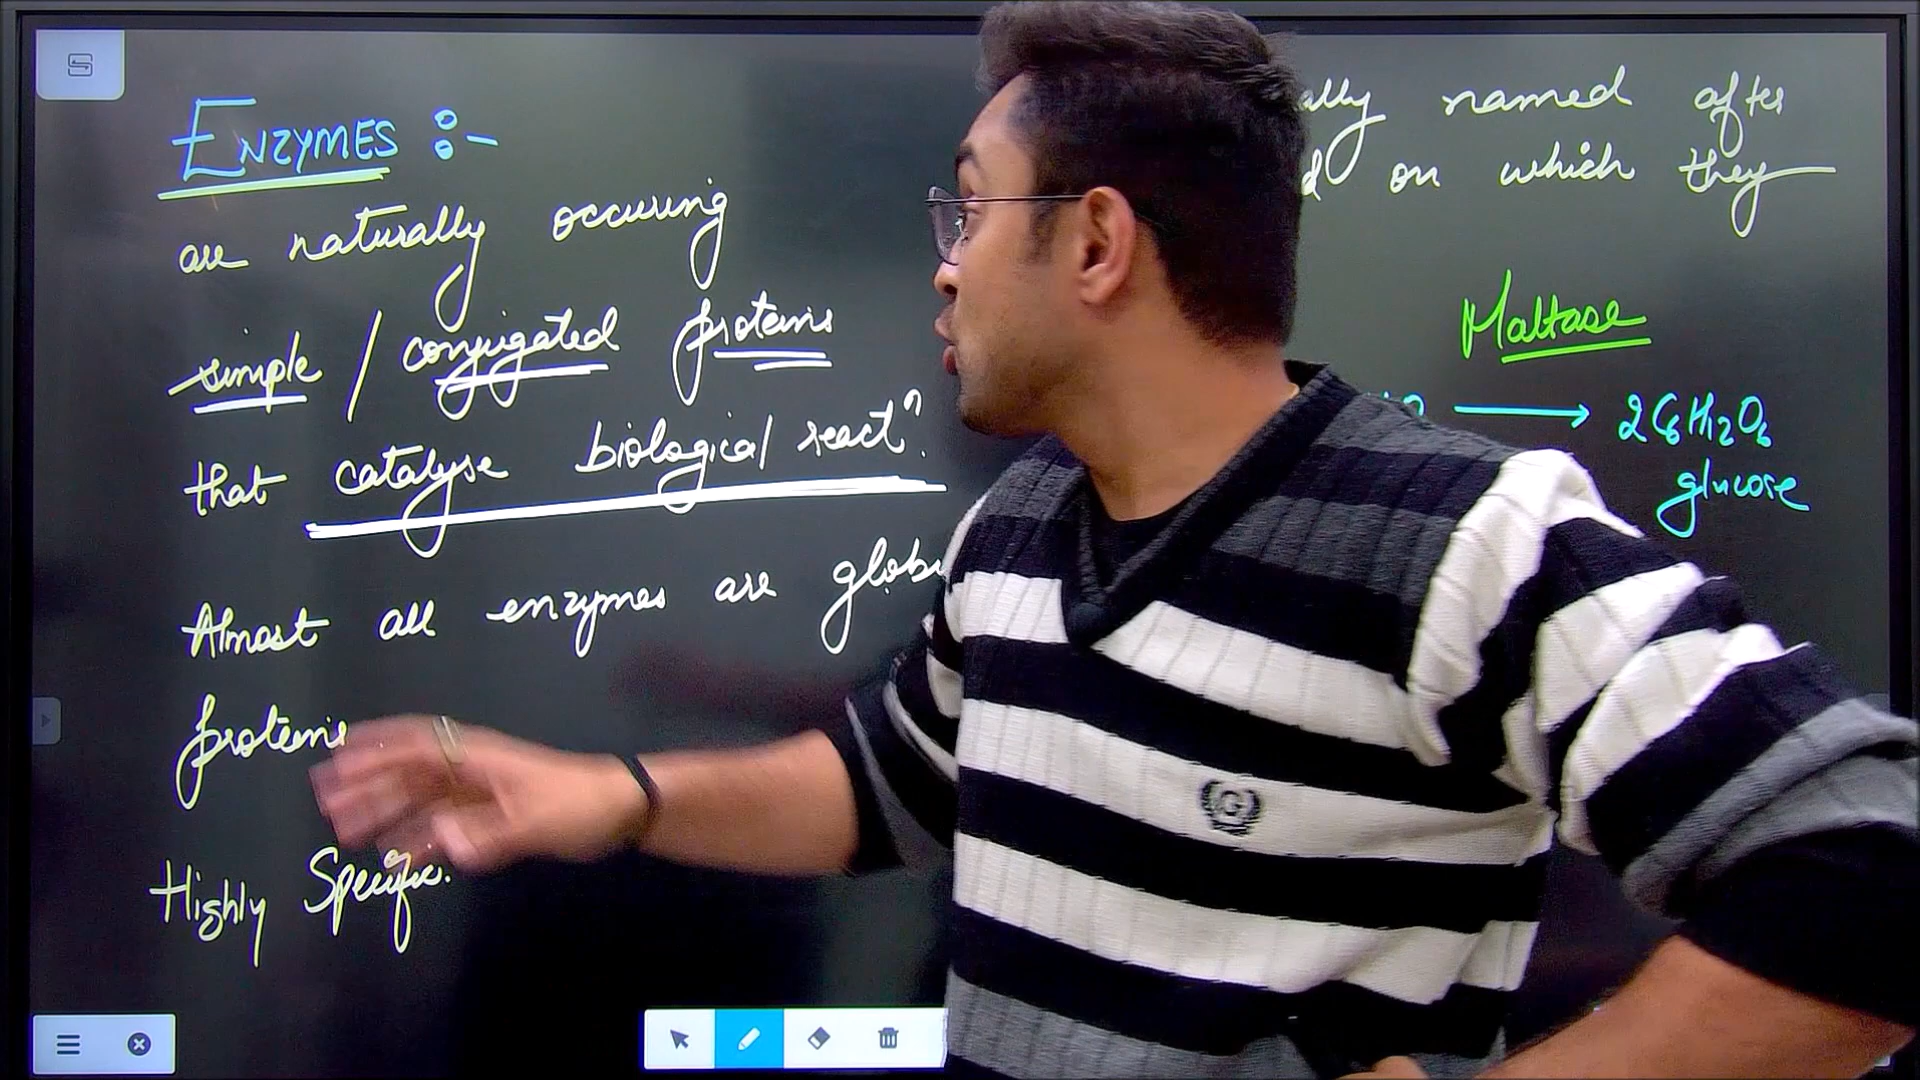 ENZYMES :-
are naturally occuring
simple / conjugated proteins
that catalyse biological react?
Almost all enzymes are globu
proteins
Highly Specific.
ally named after
d on which they
Maltase
⟶ 2C6H12O6
glucose
G